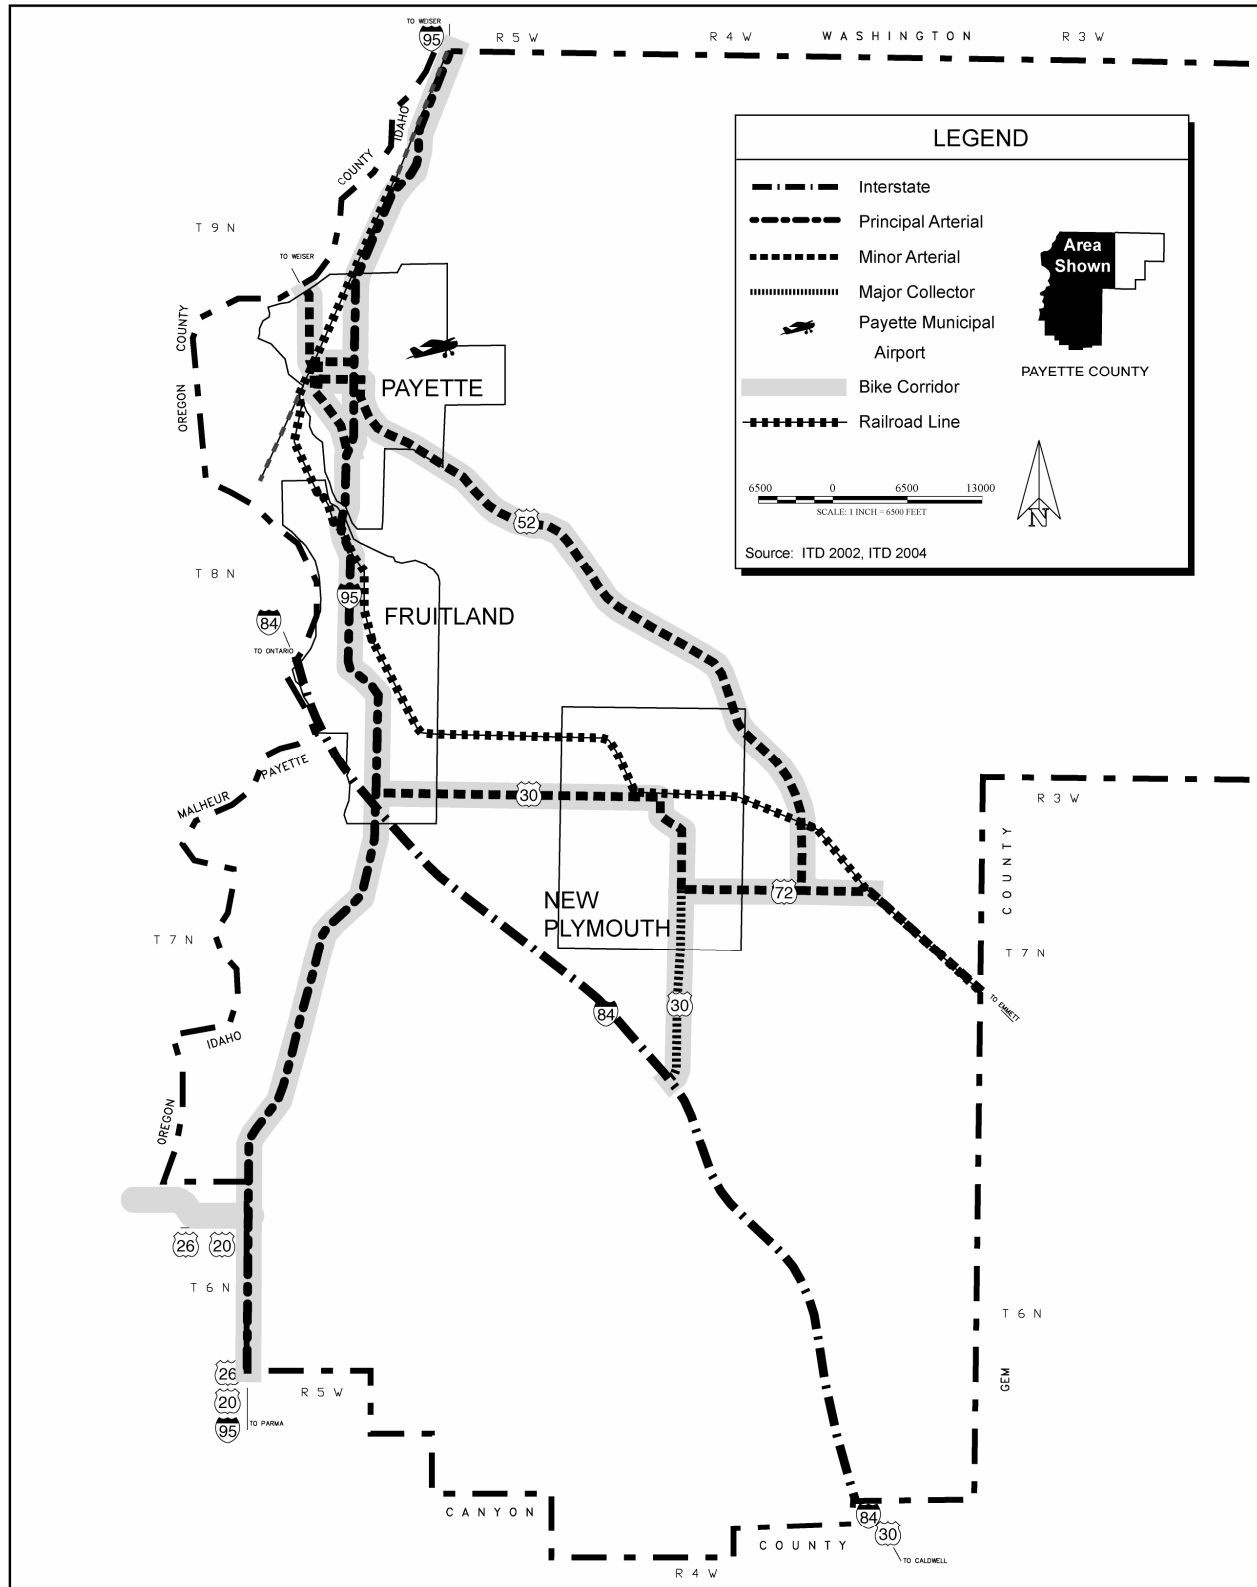 TO WEISER
95
R 5 W
R 4 W
WASHINGTON
R 3 W
IDAHO
COUNTY
LEGEND
Interstate
Principal Arterial
Minor Arterial
Major Collector
Payette Municipal
Airport
Bike Corridor
Railroad Line
Area
Shown
PAYETTE COUNTY
6500 0 6500 13000
SCALE: 1 INCH = 6500 FEET
N
Source: ITD 2002, ITD 2004
T 9 N
TO WEISER
COUNTY
OREGON
PAYETTE
52
T 8 N
95
FRUITLAND
84
TO ONTARIO
PAYETTE
MALHEUR
30
R 3 W
COUNTY
72
NEW
PLYMOUTH
T 7 N
T 7 N
30
84
TO EMMETT
IDAHO
OREGON
26 20
T 6 N
T 6 N
GEM
26
R 5 W
20
95
TO PARMA
CANYON
84
30
COUNTY
TO CALDWELL
R 4 W